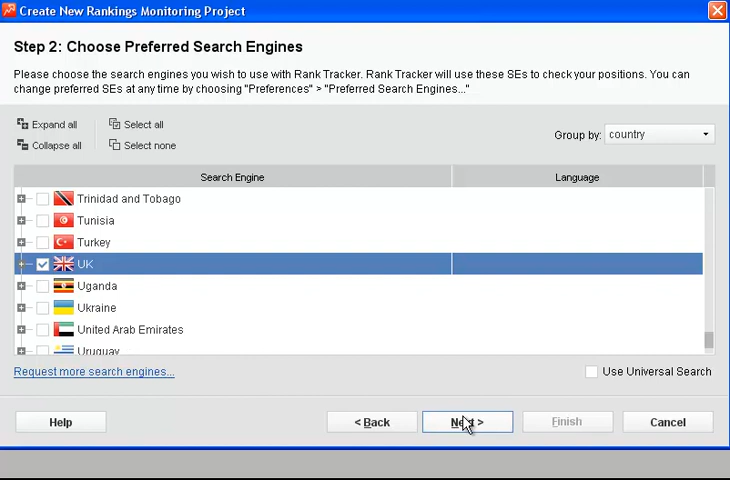 Create New Rankings Monitoring Project
Step 2: Choose Preferred Search Engines
Please choose the search engines you wish to use with Rank Tracker. Rank Tracker will use these SEs to check your positions. You can
change preferred SEs at any time by choosing "Preferences" > "Preferred Search Engines..."
Expand all
Select all
Collapse all
Select none
Group by: country
Search Engine
Language
Trinidad and Tobago
Tunisia
Turkey
UK
Uganda
Ukraine
United Arab Emirates
Uruguay
Request more search engines...
Use Universal Search
Help
< Back
Next >
Finish
Cancel